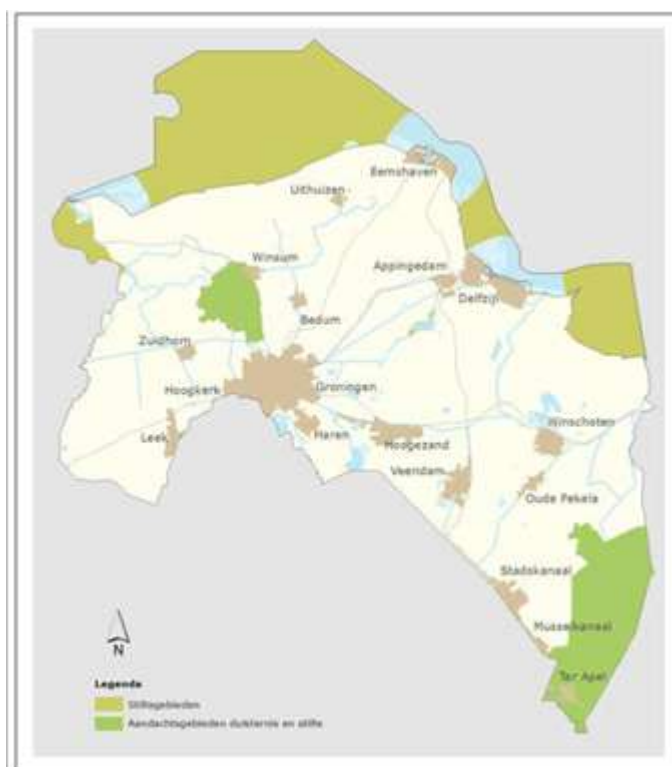 Eemshaven
Uithuizen
Winsum
Appingedam
Delfzijl
Bedum
Zuidhorn
Hoogkerk
Groningen
Leek
Haren
Hoogezand
Winschoten
Veendam
Oude Pekela
Stadskanaal
Musselkanaal
Ter Apel
N
Legenda
Stiltegebieden
Aandachtsgebieden duisternis en stilte